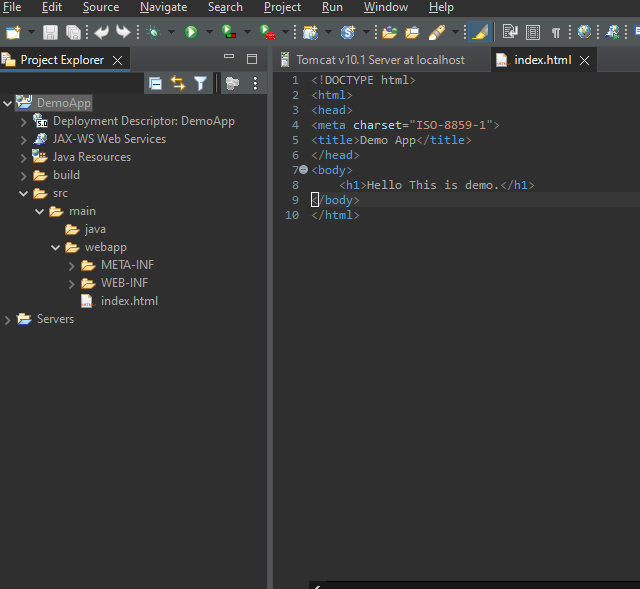 File Edit Source Navigate Search Project Run Window Help
Project Explorer
Tomcat v10.1 Server at localhost
index.html
DemoApp
Deployment Descriptor: DemoApp
JAX-WS Web Services
Java Resources
build
src
main
java
webapp
META-INF
WEB-INF
index.html
Servers
1 <!DOCTYPE html>
2 <html>
3 <head>
4 <meta charset="ISO-8859-1">
5 <title>Demo App</title>
6 </head>
7 <body>
8 <h1>Hello This is demo.</h1>
9 </body>
10 </html>